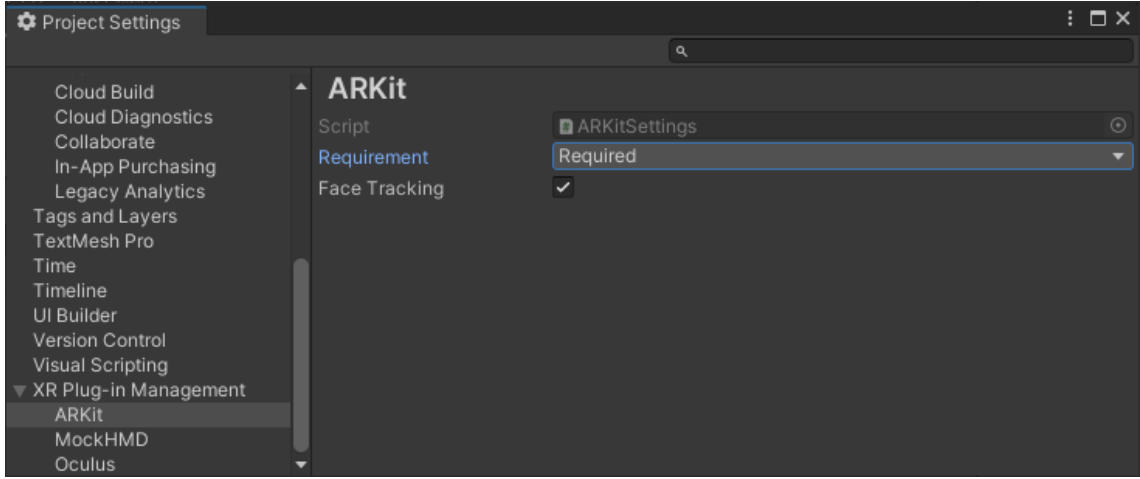 Project Settings
Cloud Build
Cloud Diagnostics
Collaborate
In-App Purchasing
Legacy Analytics
Tags and Layers
TextMesh Pro
Time
Timeline
UI Builder
Version Control
Visual Scripting
XR Plug-in Management
ARKit
MockHMD
Oculus
ARKit
Script ARKitSettings
Requirement Required
Face Tracking